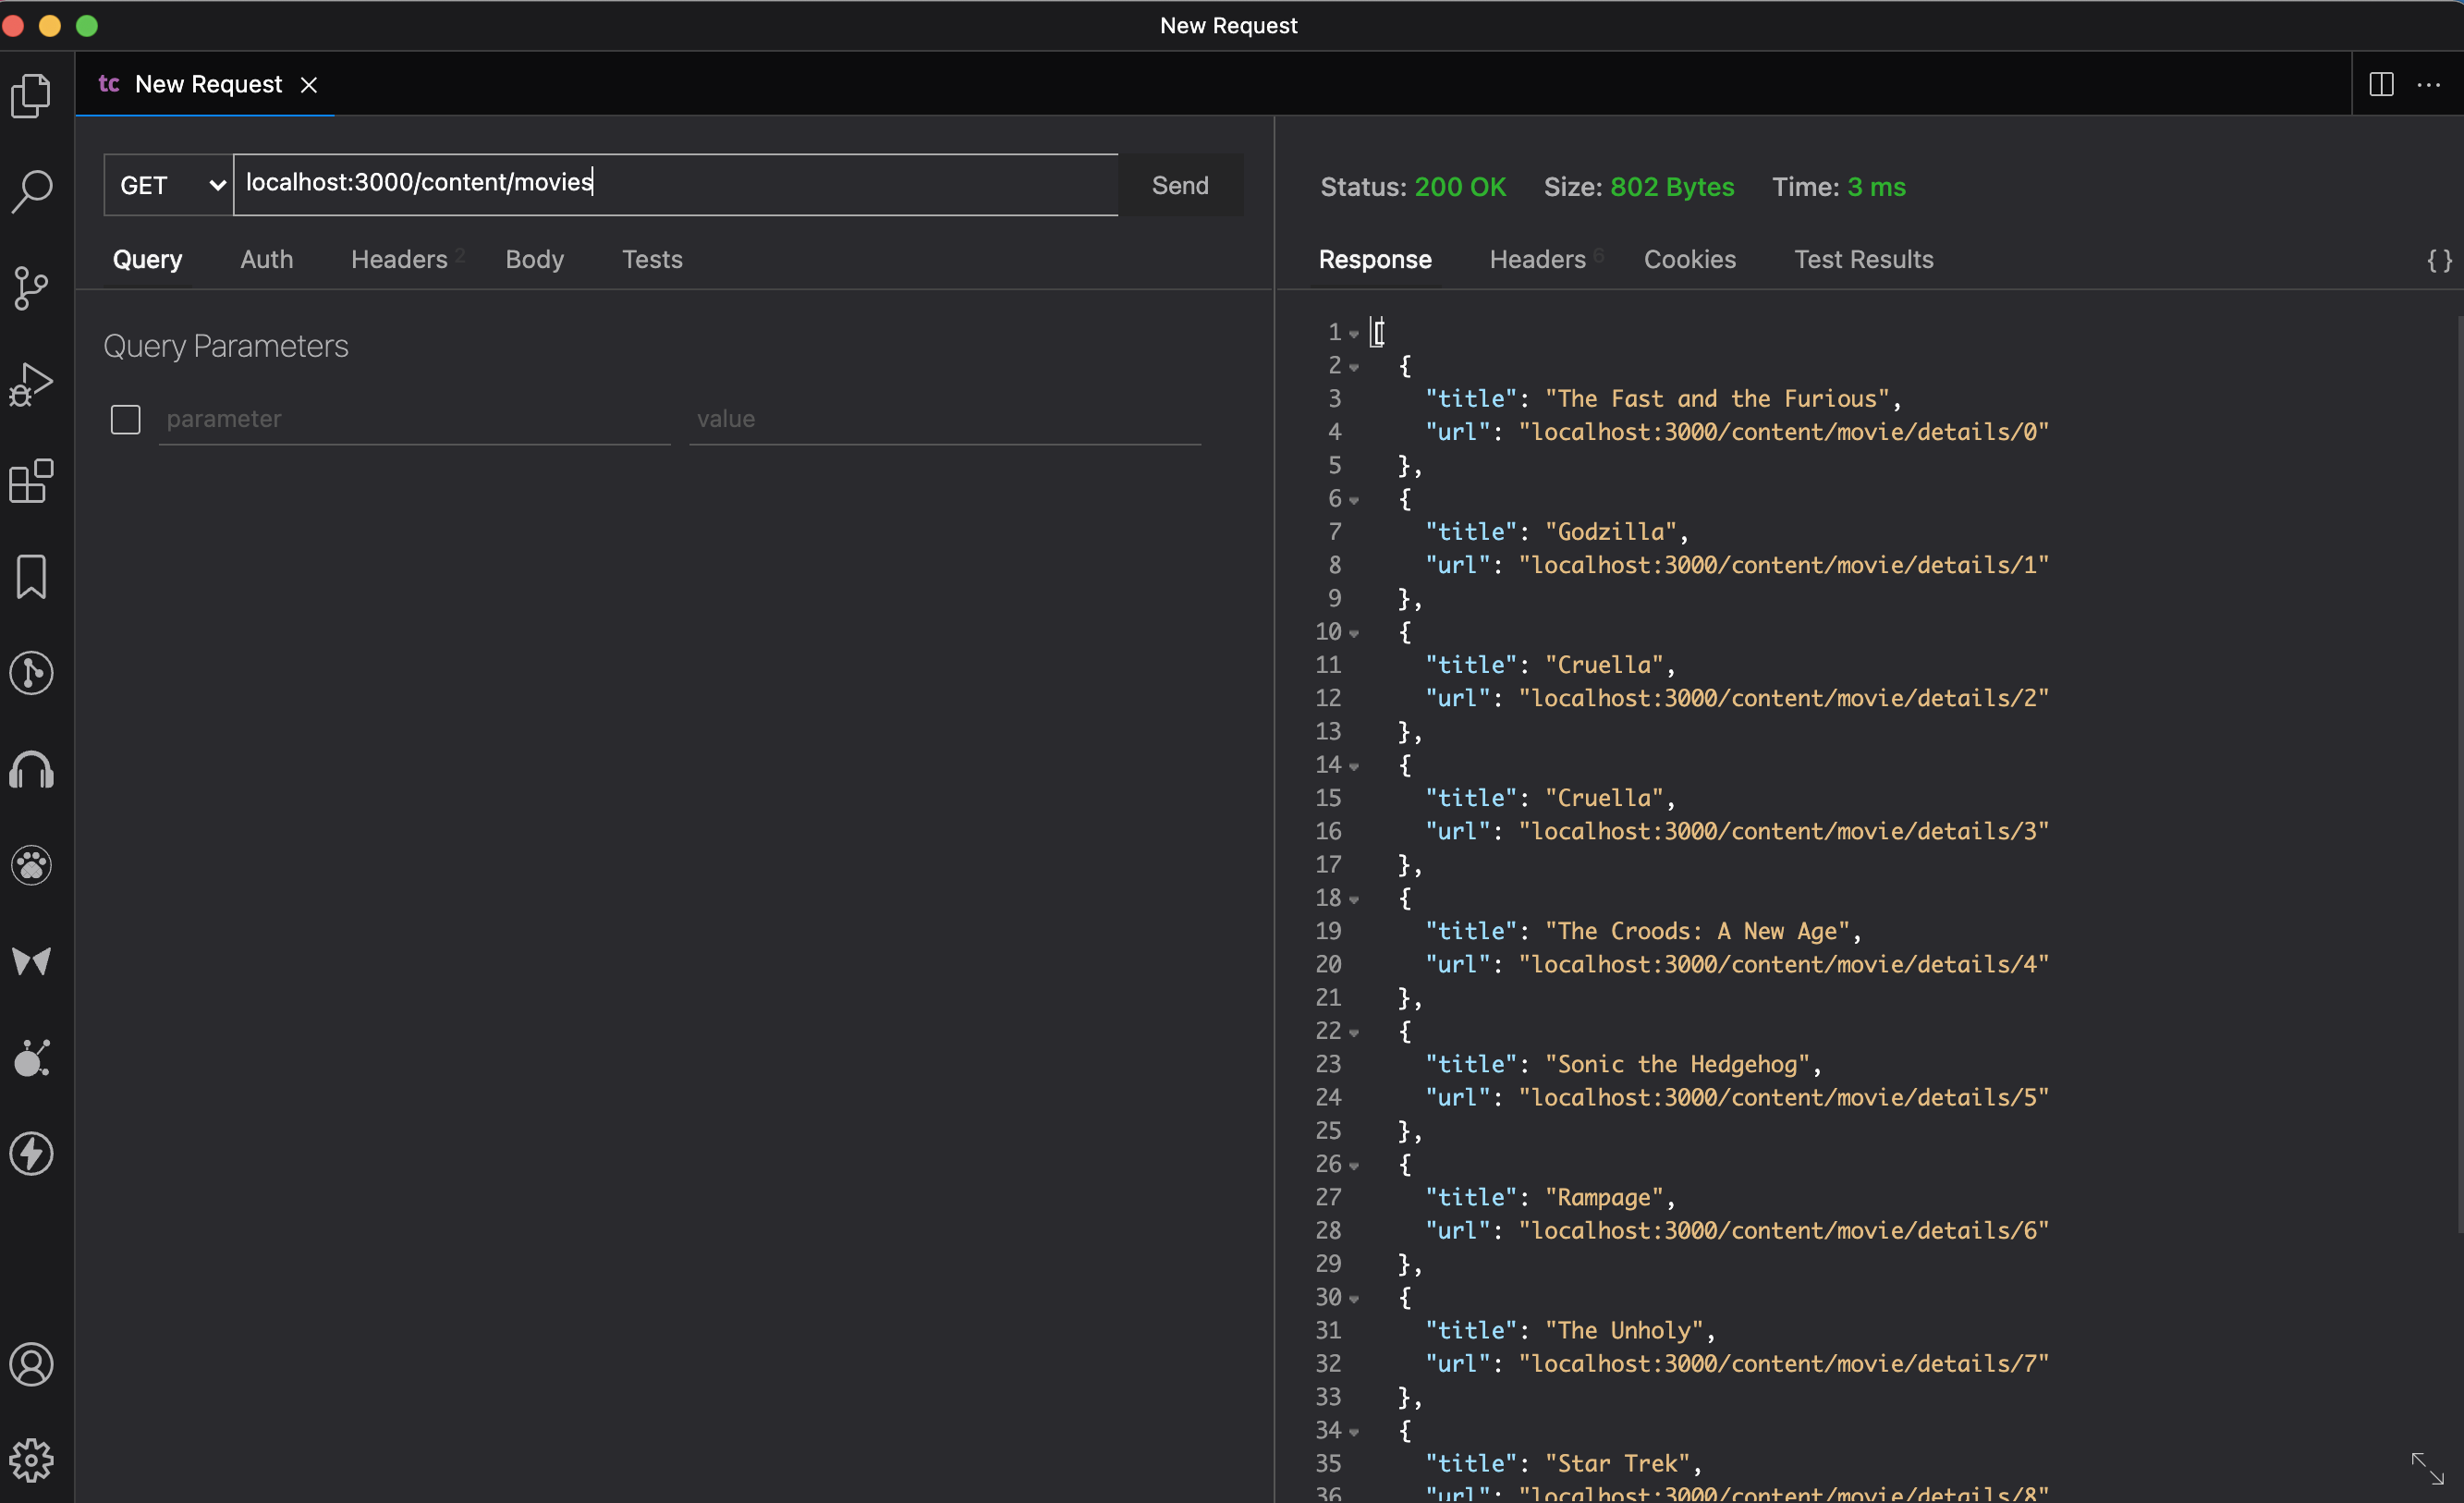 New Request
tc New Request
GET localhost:3000/content/movies Send
Query Auth Headers 2 Body Tests
Query Parameters
parameter value
Status: 200 OK Size: 802 Bytes Time: 3 ms
Response Headers 6 Cookies Test Results {}
1 [
2 {
3 "title": "The Fast and the Furious",
4 "url": "localhost:3000/content/movie/details/0"
5 },
6 {
7 "title": "Godzilla",
8 "url": "localhost:3000/content/movie/details/1"
9 },
10 {
11 "title": "Cruella",
12 "url": "localhost:3000/content/movie/details/2"
13 },
14 {
15 "title": "Cruella",
16 "url": "localhost:3000/content/movie/details/3"
17 },
18 {
19 "title": "The Croods: A New Age",
20 "url": "localhost:3000/content/movie/details/4"
21 },
22 {
23 "title": "Sonic the Hedgehog",
24 "url": "localhost:3000/content/movie/details/5"
25 },
26 {
27 "title": "Rampage",
28 "url": "localhost:3000/content/movie/details/6"
29 },
30 {
31 "title": "The Unholy",
32 "url": "localhost:3000/content/movie/details/7"
33 },
34 {
35 "title": "Star Trek",
36 "url": "localhost:3000/content/movie/details/8"